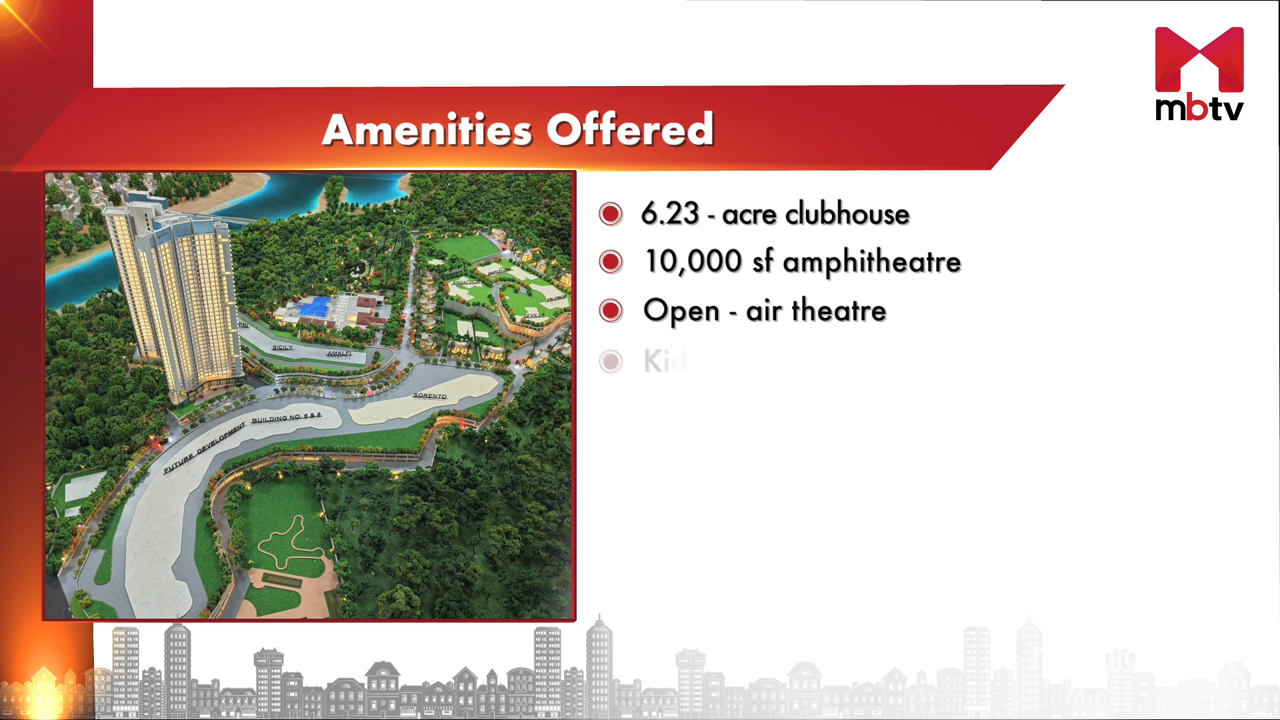 mbtv
Amenities Offered
6.23 - acre clubhouse
10,000 sf amphitheatre
Open - air theatre
Kid
SICILY
AMALFI
SORENTO
BUILDING NO. 5 & 6
FUTURE DEVELOPMENT